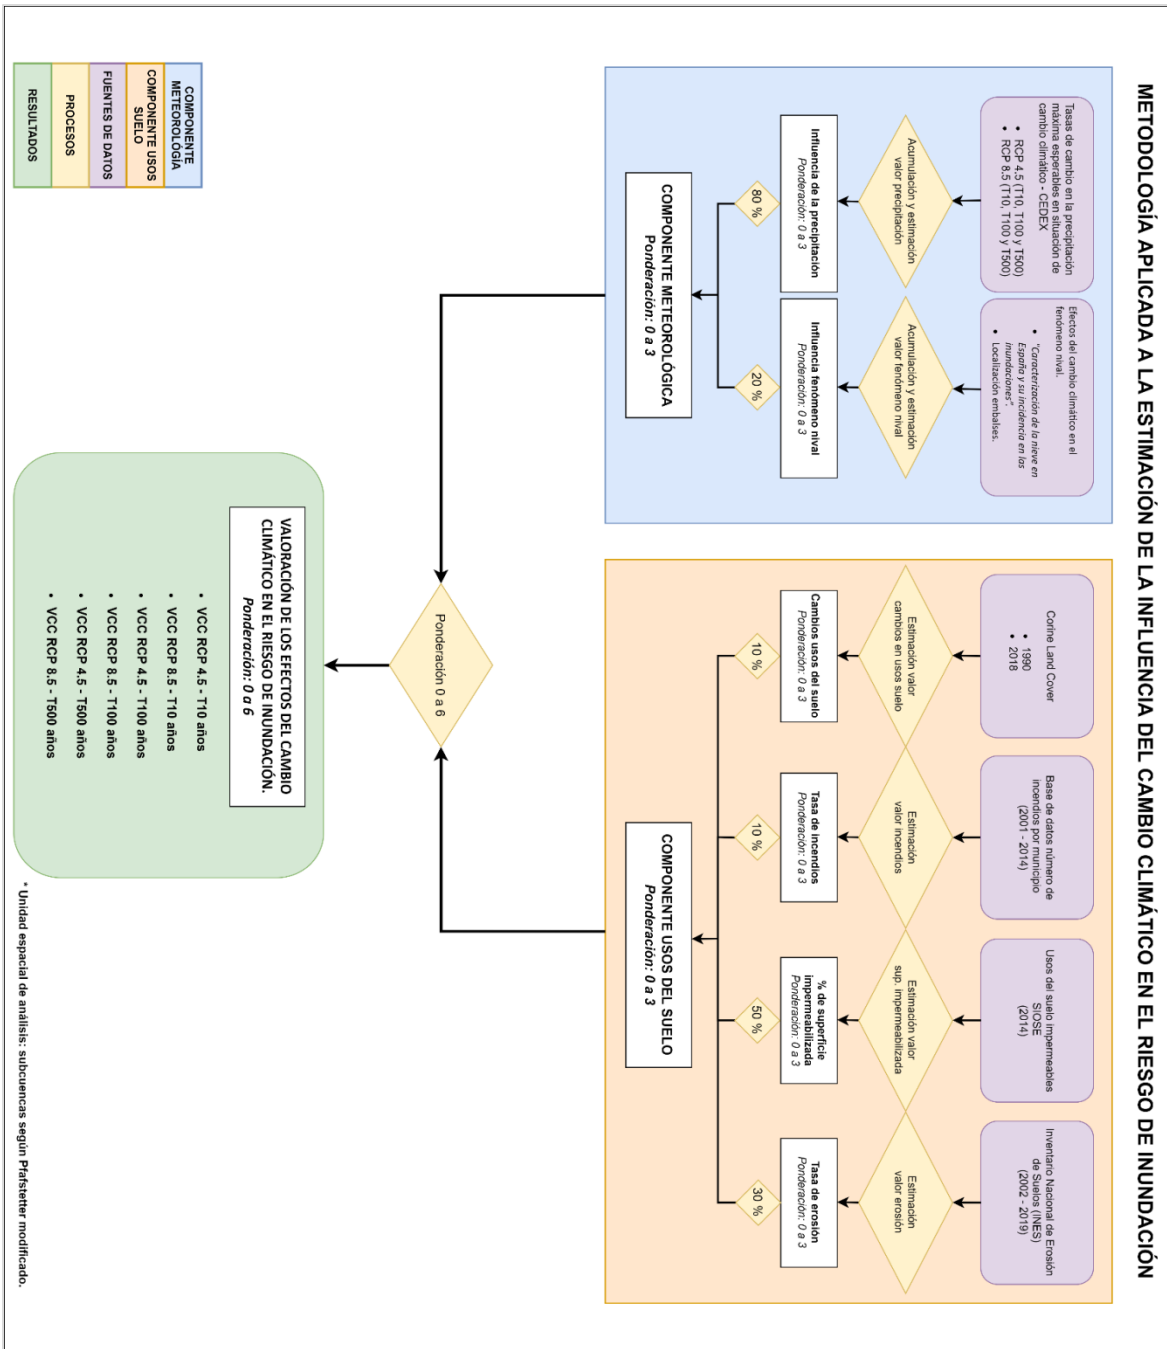 METODOLOGÍA APLICADA A LA ESTIMACIÓN DE LA INFLUENCIA DEL CAMBIO CLIMÁTICO EN EL RIESGO DE INUNDACIÓN
Tasas de cambio en la precipitación
máxima esperables en situación de
cambio climático - CEDEX
• RCP 4.5 (T10, T100 y T500)
• RCP 8.5 (T10, T100 y T500)
Efectos del cambio climático en el
fenómeno nival.
• "Caracterización de la nieve en
España y su incidencia en las
inundaciones".
• Localización embalses.
Acumulación y estimación
valor precipitación
Acumulación y estimación
valor fenómeno nival
Influencia de la precipitación
Ponderación: 0 a 3
Influencia fenómeno nival
Ponderación: 0 a 3
80 %
20 %
COMPONENTE METEOROLÓGICA
Ponderación: 0 a 3
Corine Land Cover
• 1990
• 2018
Base de datos número de
incendios por municipio
(2001 - 2014)
Usos del suelo impermeables
SIOSE
(2014)
Inventario Nacional de Erosión
de Suelos (INES)
(2002 - 2019)
Estimación valor
cambios en usos suelo
Estimación
valor incendios
Estimación valor
sup. impermeabilizada
Estimación
valor erosión
Cambios usos del suelo
Ponderación: 0 a 3
Tasa de incendios
Ponderación: 0 a 3
% de superficie
impermeabilizada
Ponderación: 0 a 3
Tasa de erosión
Ponderación: 0 a 3
10 %
10 %
50 %
30 %
COMPONENTE USOS DEL SUELO
Ponderación: 0 a 3
Ponderación 0 a 6
VALORACIÓN DE LOS EFECTOS DEL CAMBIO
CLIMÁTICO EN EL RIESGO DE INUNDACIÓN.
Ponderación: 0 a 6
• VCC RCP 4.5 - T10 años
• VCC RCP 8.5 - T10 años
• VCC RCP 4.5 - T100 años
• VCC RCP 8.5 - T100 años
• VCC RCP 4.5 - T500 años
• VCC RCP 8.5 - T500 años
COMPONENTE
METEOROLÓGÍA
COMPONENTE USOS
SUELO
FUENTES DE DATOS
PROCESOS
RESULTADOS
* Unidad espacial de análisis: subcuencas según Pfafstetter modificado.